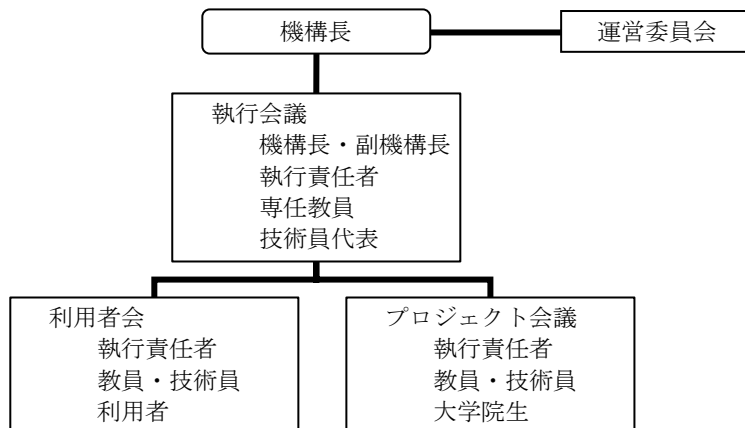 機構長
運営委員会
執行会議
機構長・副機構長
執行責任者
専任教員
技術員代表
利用者会
執行責任者
教員・技術員
利用者
プロジェクト会議
執行責任者
教員・技術員
大学院生